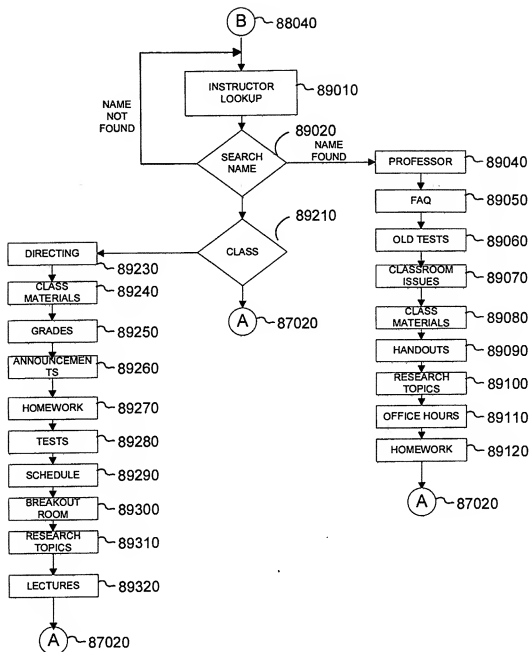 B
88040
INSTRUCTOR
LOOKUP
89010
NAME
NOT
FOUND
89020
SEARCH
NAME
NAME
FOUND
PROFESSOR
89040
FAQ
89050
OLD TESTS
89060
CLASSROOM
ISSUES
89070
CLASS
MATERIALS
89080
HANDOUTS
89090
RESEARCH
TOPICS
89100
OFFICE HOURS
89110
HOMEWORK
89120
A
87020
89210
CLASS
A
87020
DIRECTING
89230
CLASS
MATERIALS
89240
GRADES
89250
ANNOUNCEMEN
TS
89260
HOMEWORK
89270
TESTS
89280
SCHEDULE
89290
BREAKOUT
ROOM
89300
RESEARCH
TOPICS
89310
LECTURES
89320
A
87020